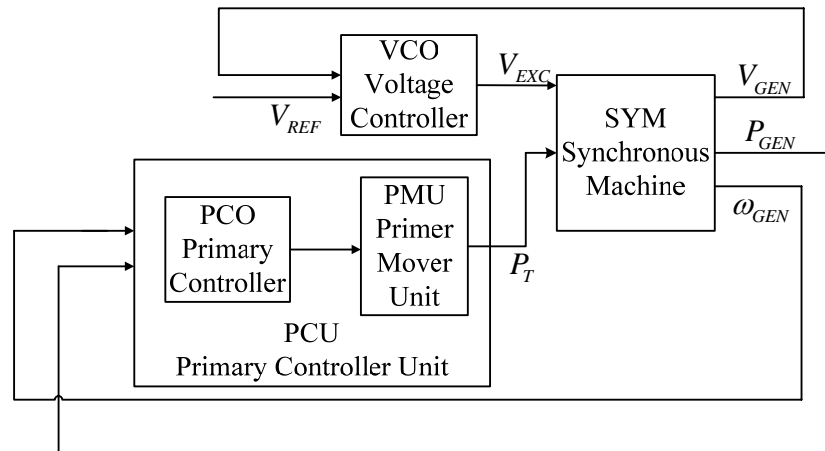 VCO
Voltage
Controller
V_REF
V_EXC
SYM
Synchronous
Machine
V_GEN
P_GEN
ω_GEN
PCO
Primary
Controller
PMU
Primer
Mover
Unit
P_T
PCU
Primary Controller Unit